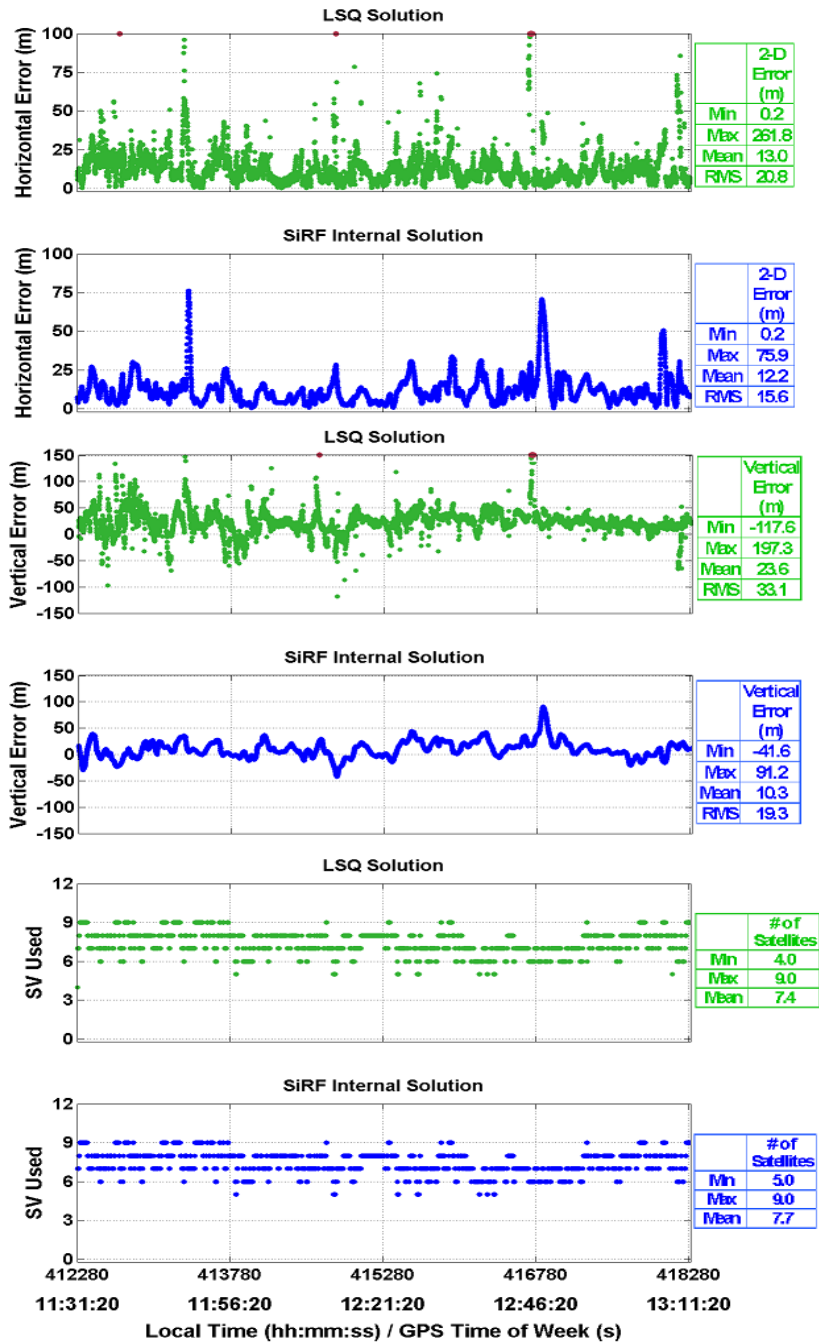 LSQ Solution
Horizontal Error (m)
100
75
50
25
0
2-D
Error
(m)
Min 0.2
Max 261.8
Mean 13.0
RMS 20.8
SiRF Internal Solution
Horizontal Error (m)
100
75
50
25
0
2-D
Error
(m)
Min 0.2
Max 75.9
Mean 12.2
RMS 15.6
LSQ Solution
Vertical Error (m)
150
100
50
0
-50
-100
-150
Vertical
Error
(m)
Min -117.6
Max 197.3
Mean 23.6
RMS 33.1
SiRF Internal Solution
Vertical Error (m)
150
100
50
0
-50
-100
-150
Vertical
Error
(m)
Min -41.6
Max 91.2
Mean 10.3
RMS 19.3
LSQ Solution
SV Used
12
9
6
3
0
# of
Satellites
Min 4.0
Max 9.0
Mean 7.4
SiRF Internal Solution
SV Used
12
9
6
3
0
# of
Satellites
Min 5.0
Max 9.0
Mean 7.7
412280 413780 415280 416780 418280
11:31:20 11:56:20 12:21:20 12:46:20 13:11:20
Local Time (hh:mm:ss) / GPS Time of Week (s)